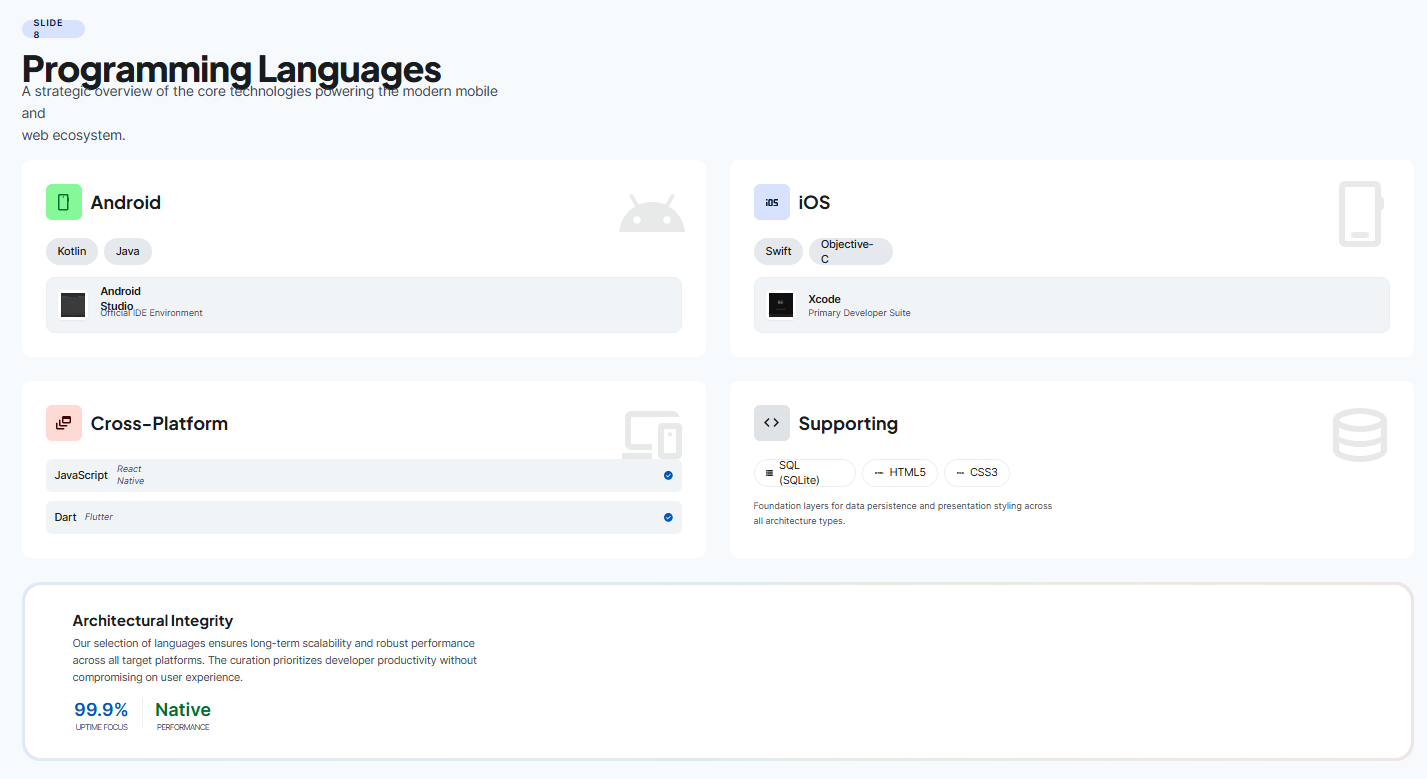 SLIDE
8
Programming Languages
A strategic overview of the core technologies powering the modern mobile
and
web ecosystem.
Android
Kotlin
Java
Android
Studio
Official IDE Environment
iOS
iOS
Swift
Objective-
C
Xcode
Primary Developer Suite
Cross-Platform
JavaScript
React
Native
Dart
Flutter
Supporting
SQL
(SQLite)
HTML5
CSS3
Foundation layers for data persistence and presentation styling across
all architecture types.
Architectural Integrity
Our selection of languages ensures long-term scalability and robust performance
across all target platforms. The curation prioritizes developer productivity without
compromising on user experience.
99.9%
UPTIME FOCUS
Native
PERFORMANCE